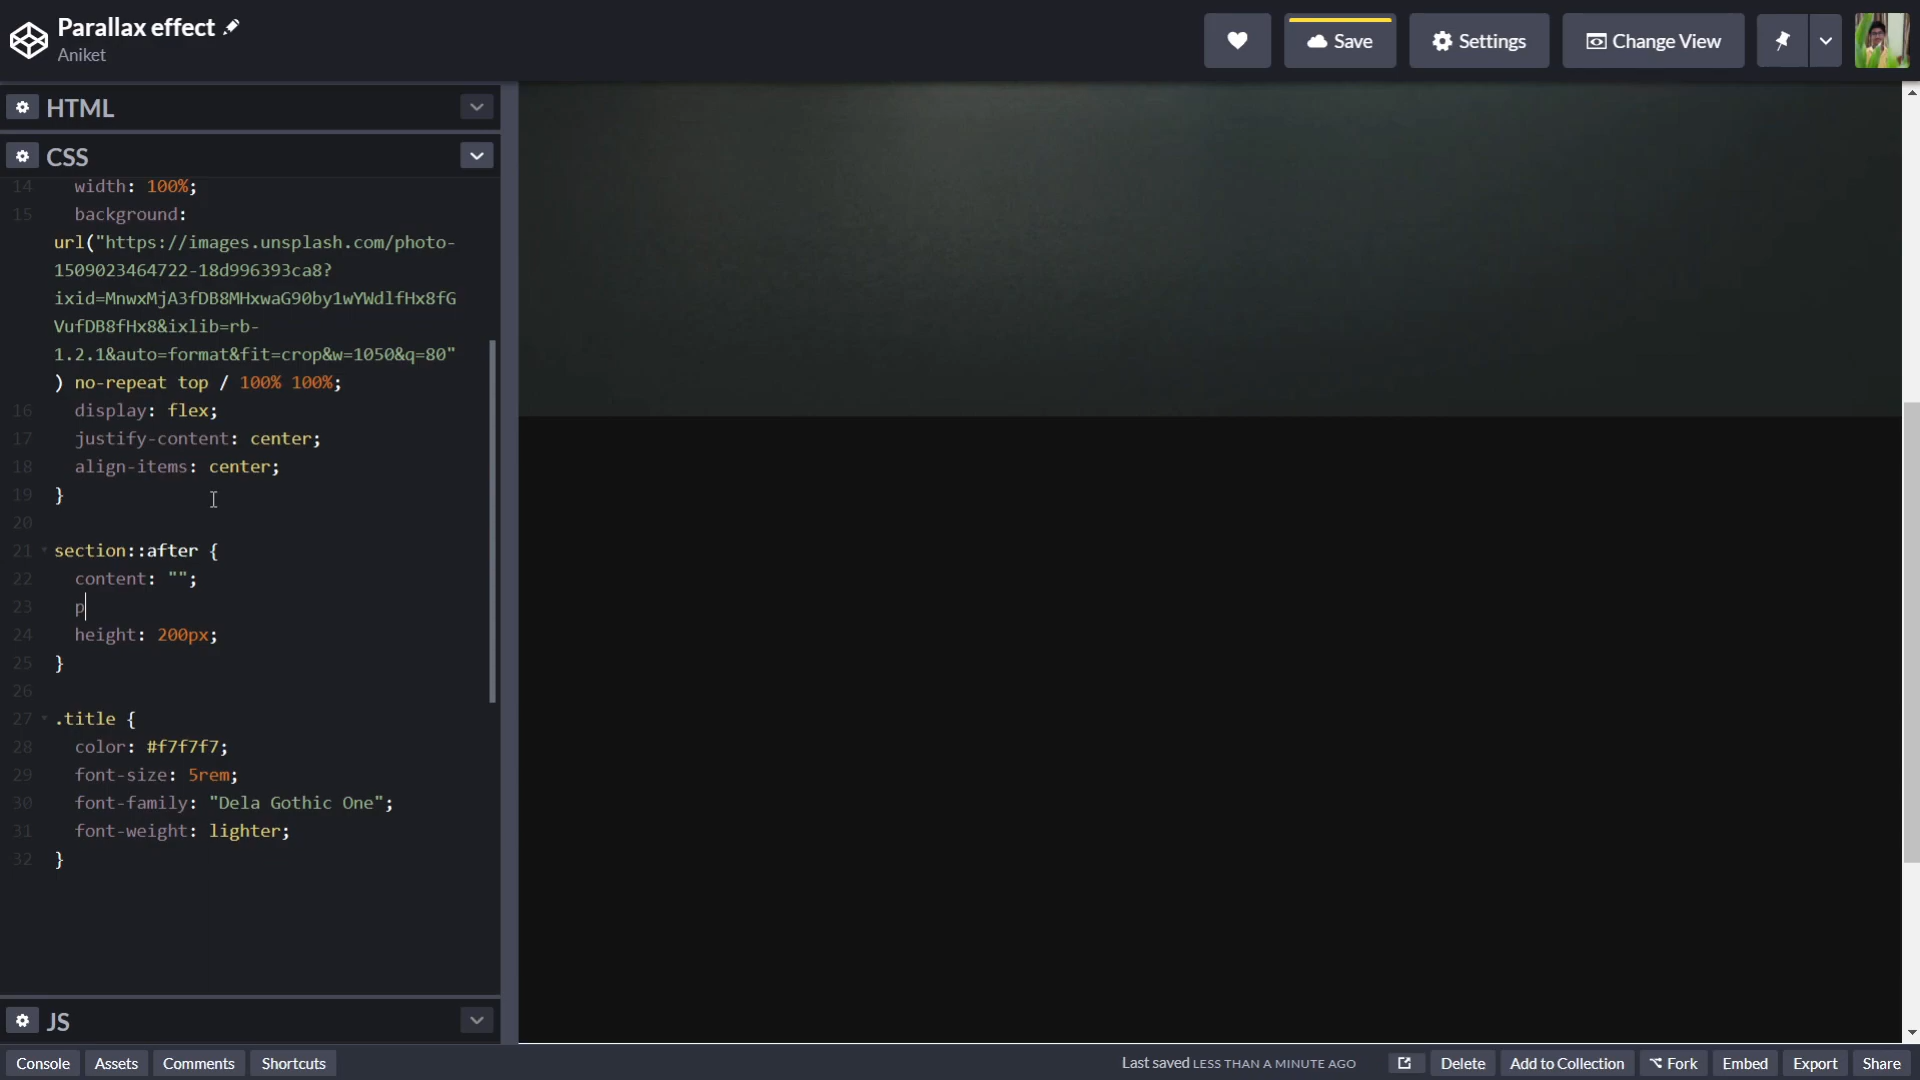 Parallax effect
Aniket
Save
Settings
Change View
HTML
CSS
14 width: 100%;
15 background:
url("https://images.unsplash.com/photo-
1509023464722-18d996393ca8?
ixid=MnwxMjA3fDB8MHxwaG90by1wYWdlfHx8fG
VufDB8fHx8&ixlib=rb-
1.2.1&auto=format&fit=crop&w=1050&q=80"
) no-repeat top / 100% 100%;
16 display: flex;
17 justify-content: center;
18 align-items: center;
19 }
20
21 section::after {
22 content: "";
23 p
24 height: 200px;
25 }
26
27 .title {
28 color: #f7f7f7;
29 font-size: 5rem;
30 font-family: "Dela Gothic One";
31 font-weight: lighter;
32 }
JS
Console Assets Comments Shortcuts Last saved LESS THAN A MINUTE AGO Delete Add to Collection Fork Embed Export Share